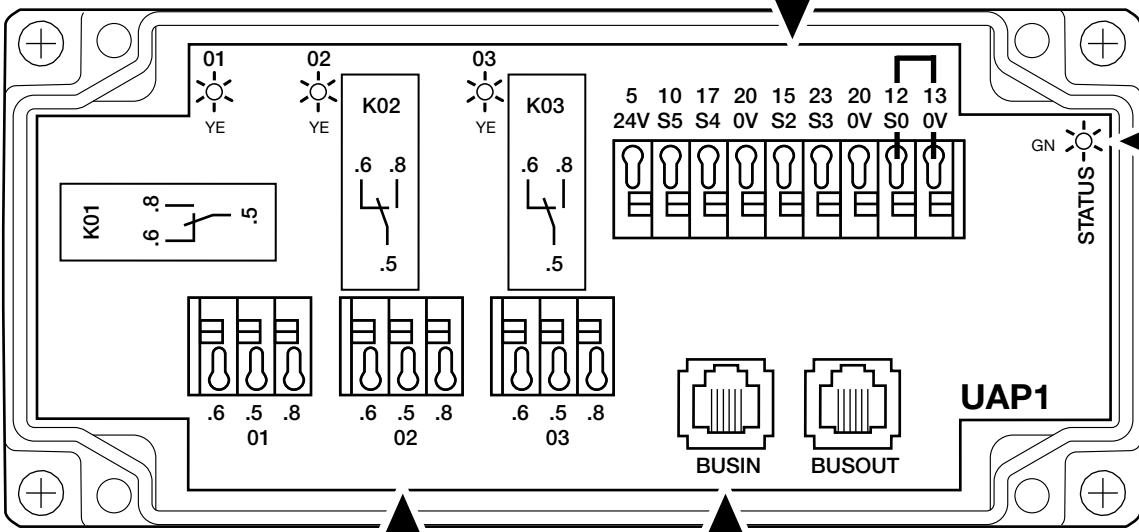 01 02 03
YE YE YE
K01 .6 .8 .5
K02
.6 .8
.5
K03
.6 .8
.5
5 10 17 20 15 23 20 12 13
24V S5 S4 0V S2 S3 0V S0 0V
GN
STATUS
.6 .5 .8
01
.6 .5 .8
02
.6 .5 .8
03
BUSIN BUSOUT
UAP1